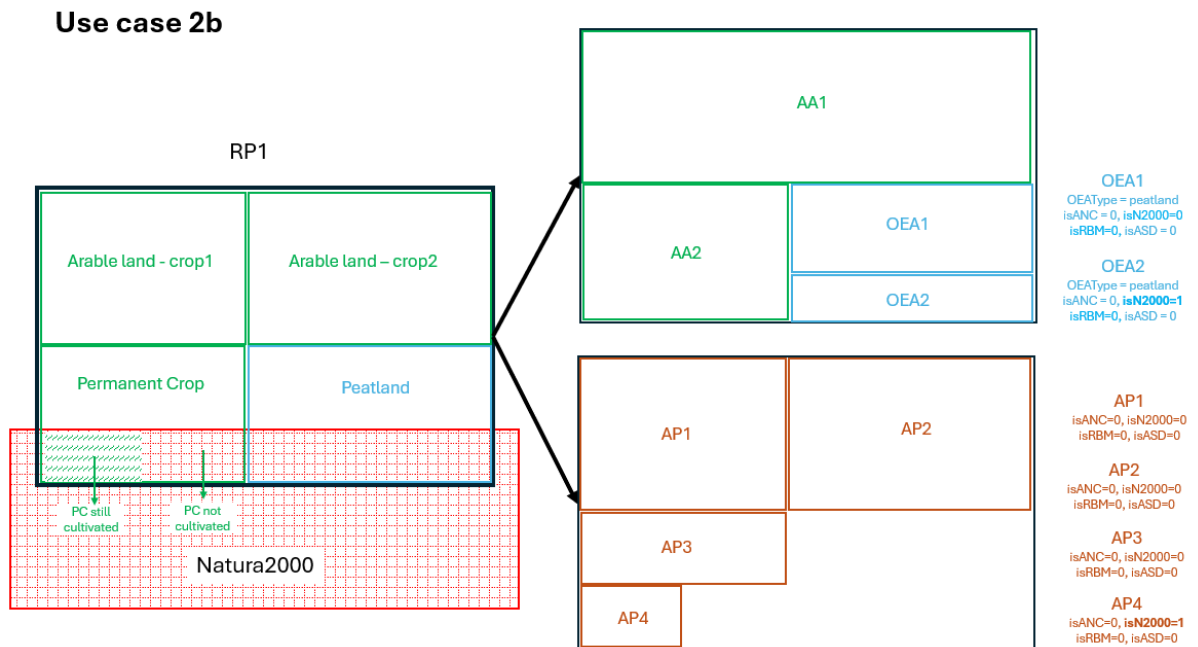 Use case 2b
RP1
Arable land - crop1
Arable land – crop2
Permanent Crop
Peatland
PC still
cultivated
PC not
cultivated
Natura2000
AA1
AA2
OEA1
OEA2
OEA1
OEAType = peatland
isANC = 0, isN2000=0
isRBM=0, isASD = 0
OEA2
OEAType = peatland
isANC = 0, isN2000=1
isRBM=0, isASD = 0
AP1
AP2
AP3
AP4
AP1
isANC=0, isN2000=0
isRBM=0, isASD=0
AP2
isANC=0, isN2000=0
isRBM=0, isASD=0
AP3
isANC=0, isN2000=0
isRBM=0, isASD=0
AP4
isANC=0, isN2000=1
isRBM=0, isASD=0